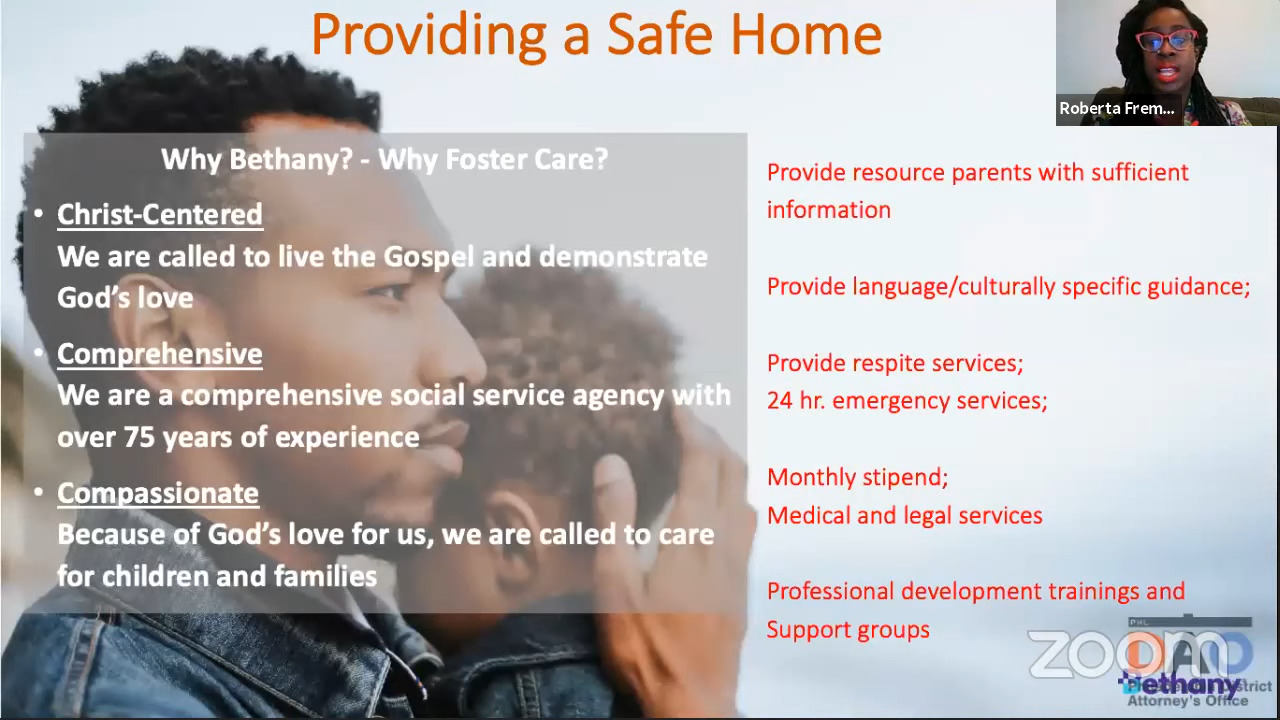 Providing a Safe Home
Roberta Frem...
Why Bethany? - Why Foster Care?
• Christ-Centered
We are called to live the Gospel and demonstrate
God's love
• Comprehensive
We are a comprehensive social service agency with
over 75 years of experience
• Compassionate
Because of God's love for us, we are called to care
for children and families
Provide resource parents with sufficient
information
Provide language/culturally specific guidance;
Provide respite services;
24 hr. emergency services;
Monthly stipend;
Medical and legal services
Professional development trainings and
Support groups
PHL
zoom
DAO
Bethany
District
Attorney's Office